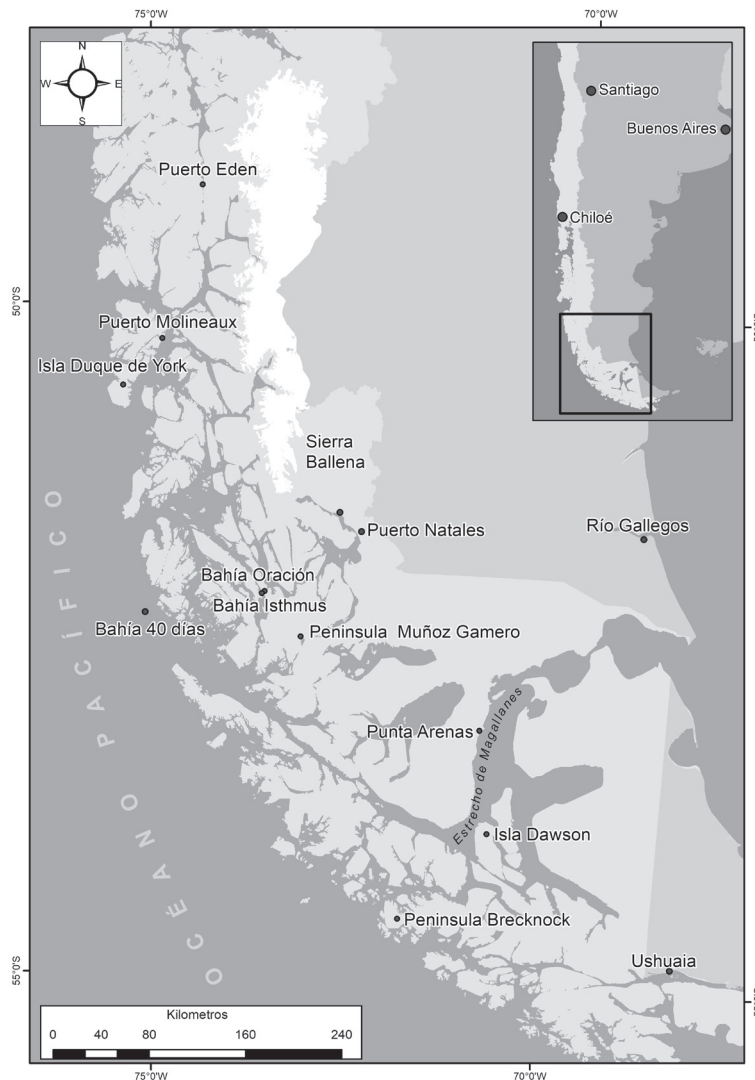 75°0'W
70°0'W
N
W
E
S
Santiago
Buenos Aires
Chiloé
Puerto Eden
50°0'S
Puerto Molineaux
Isla Duque de York
Sierra
Ballena
Puerto Natales
Río Gallegos
Bahía Oración
Bahía Isthmus
Bahía 40 días
Peninsula Muñoz Gamero
OCÉANO PACÍFICO
Punta Arenas
Estrecho de Magallanes
Isla Dawson
Peninsula Brecknock
55°0'S
Ushuaia
Kilometros
0 40 80 160 240
75°0'W
70°0'W